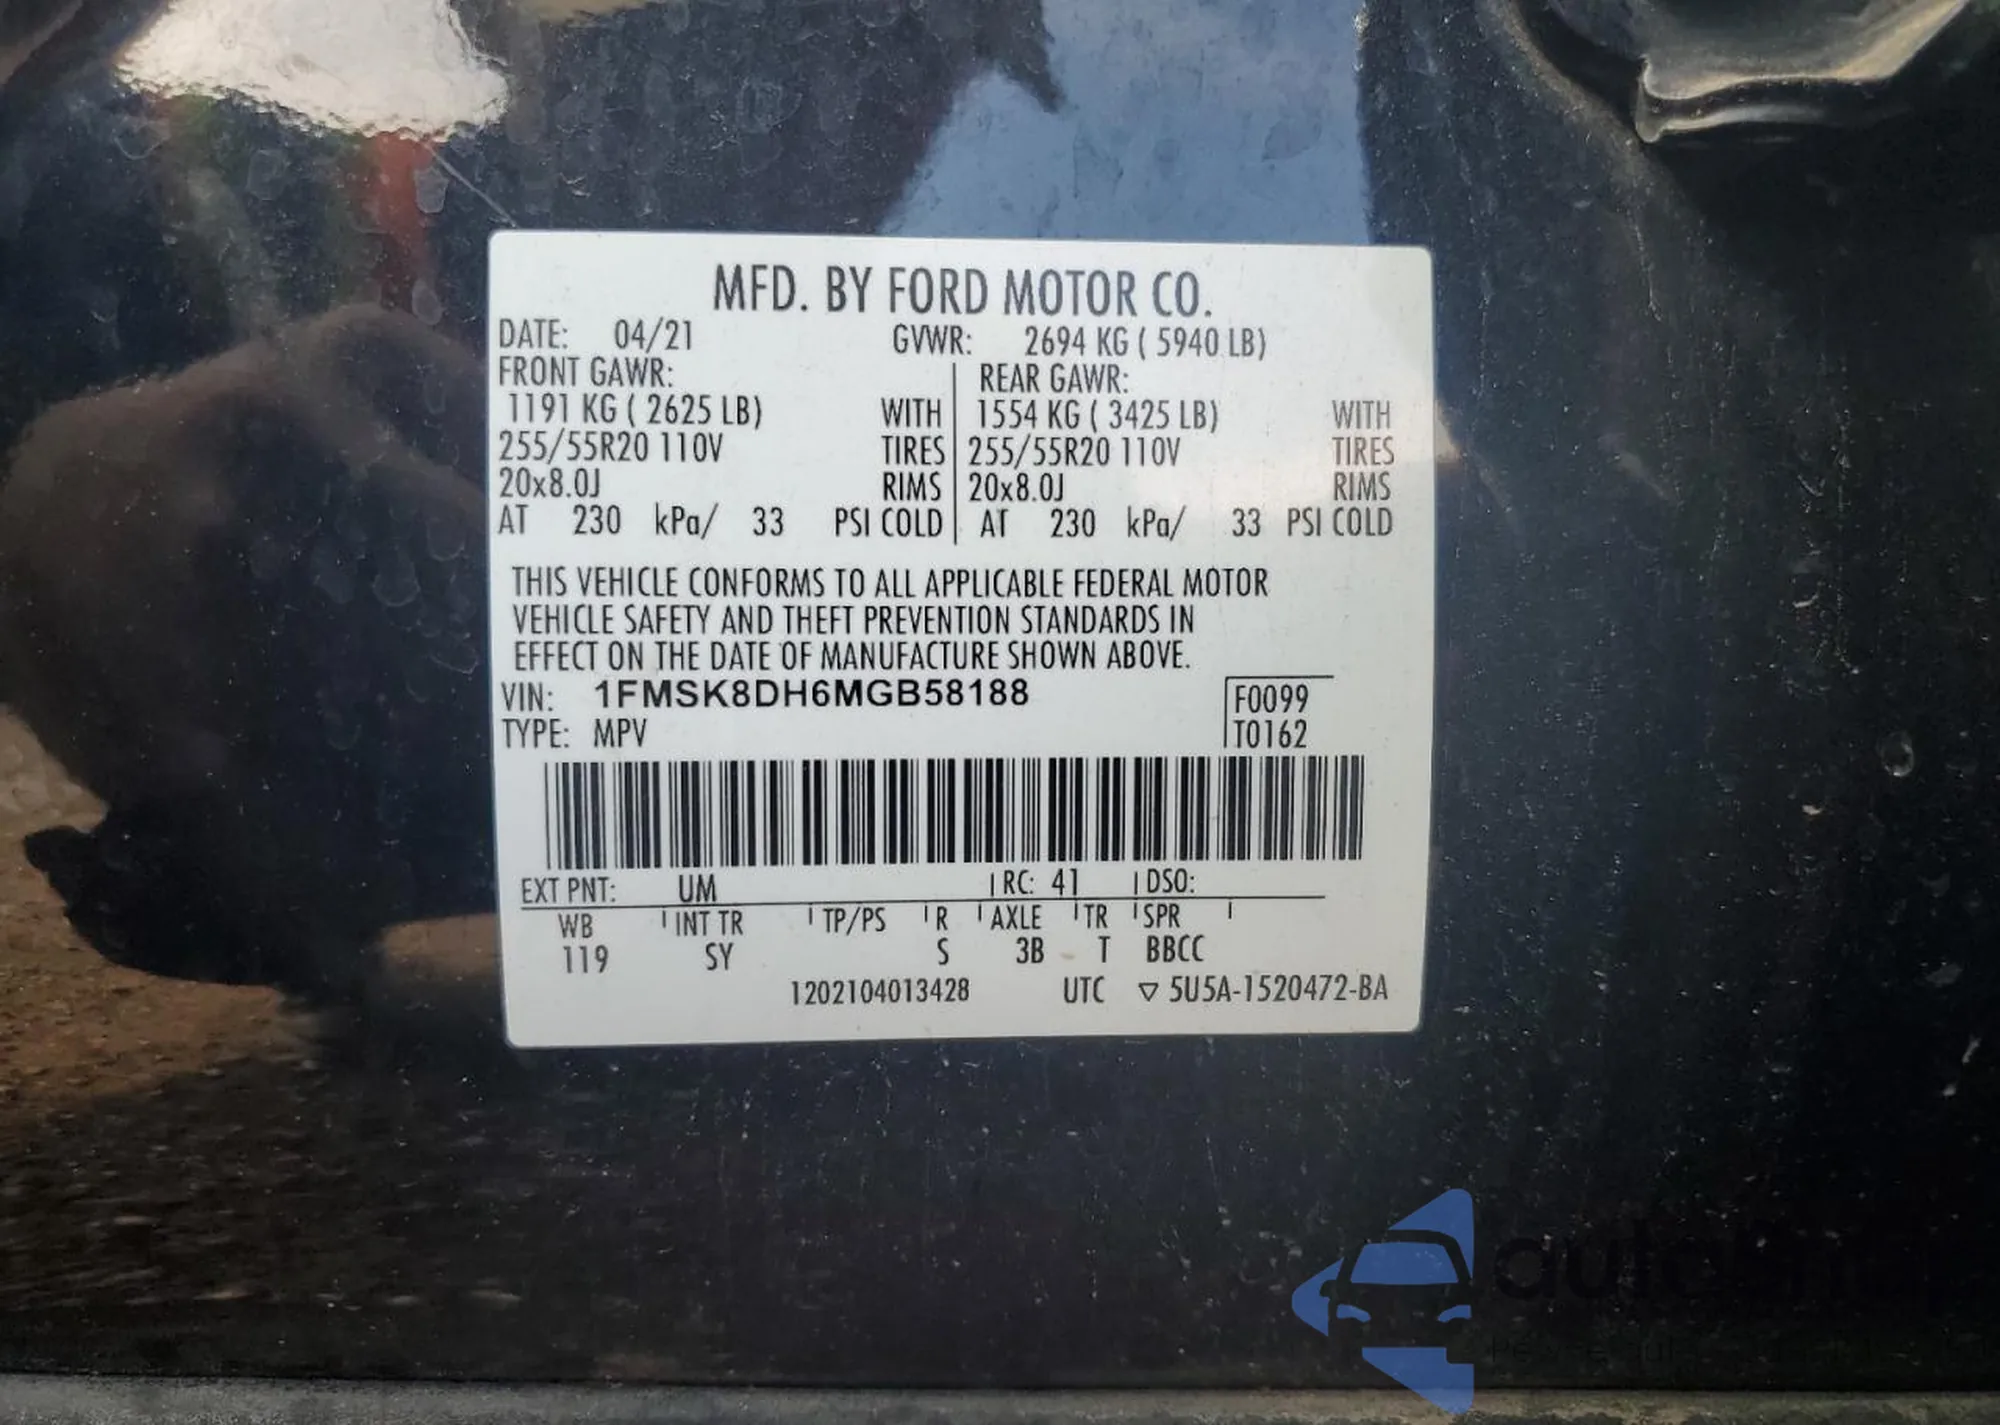 MFD. BY FORD MOTOR CO.
DATE: 04/21 GVWR: 2694 KG ( 5940 LB)
FRONT GAWR: REAR GAWR:
1191 KG ( 2625 LB) WITH 1554 KG ( 3425 LB) WITH
255/55R20 110V TIRES 255/55R20 110V TIRES
20x8.0J RIMS 20x8.0J RIMS
AT 230 kPa/ 33 PSI COLD AT 230 kPa/ 33 PSI COLD
THIS VEHICLE CONFORMS TO ALL APPLICABLE FEDERAL MOTOR
VEHICLE SAFETY AND THEFT PREVENTION STANDARDS IN
EFFECT ON THE DATE OF MANUFACTURE SHOWN ABOVE.
VIN: 1FMSK8DH6MGB58188 F0099
TYPE: MPV T0162
EXT PNT: UM RC: 41 DSO:
WB INT TR TP/PS R AXLE TR SPR
119 SY S 3B T BBCC
1202104013428 UTC ▽ 5U5A-1520472-BA